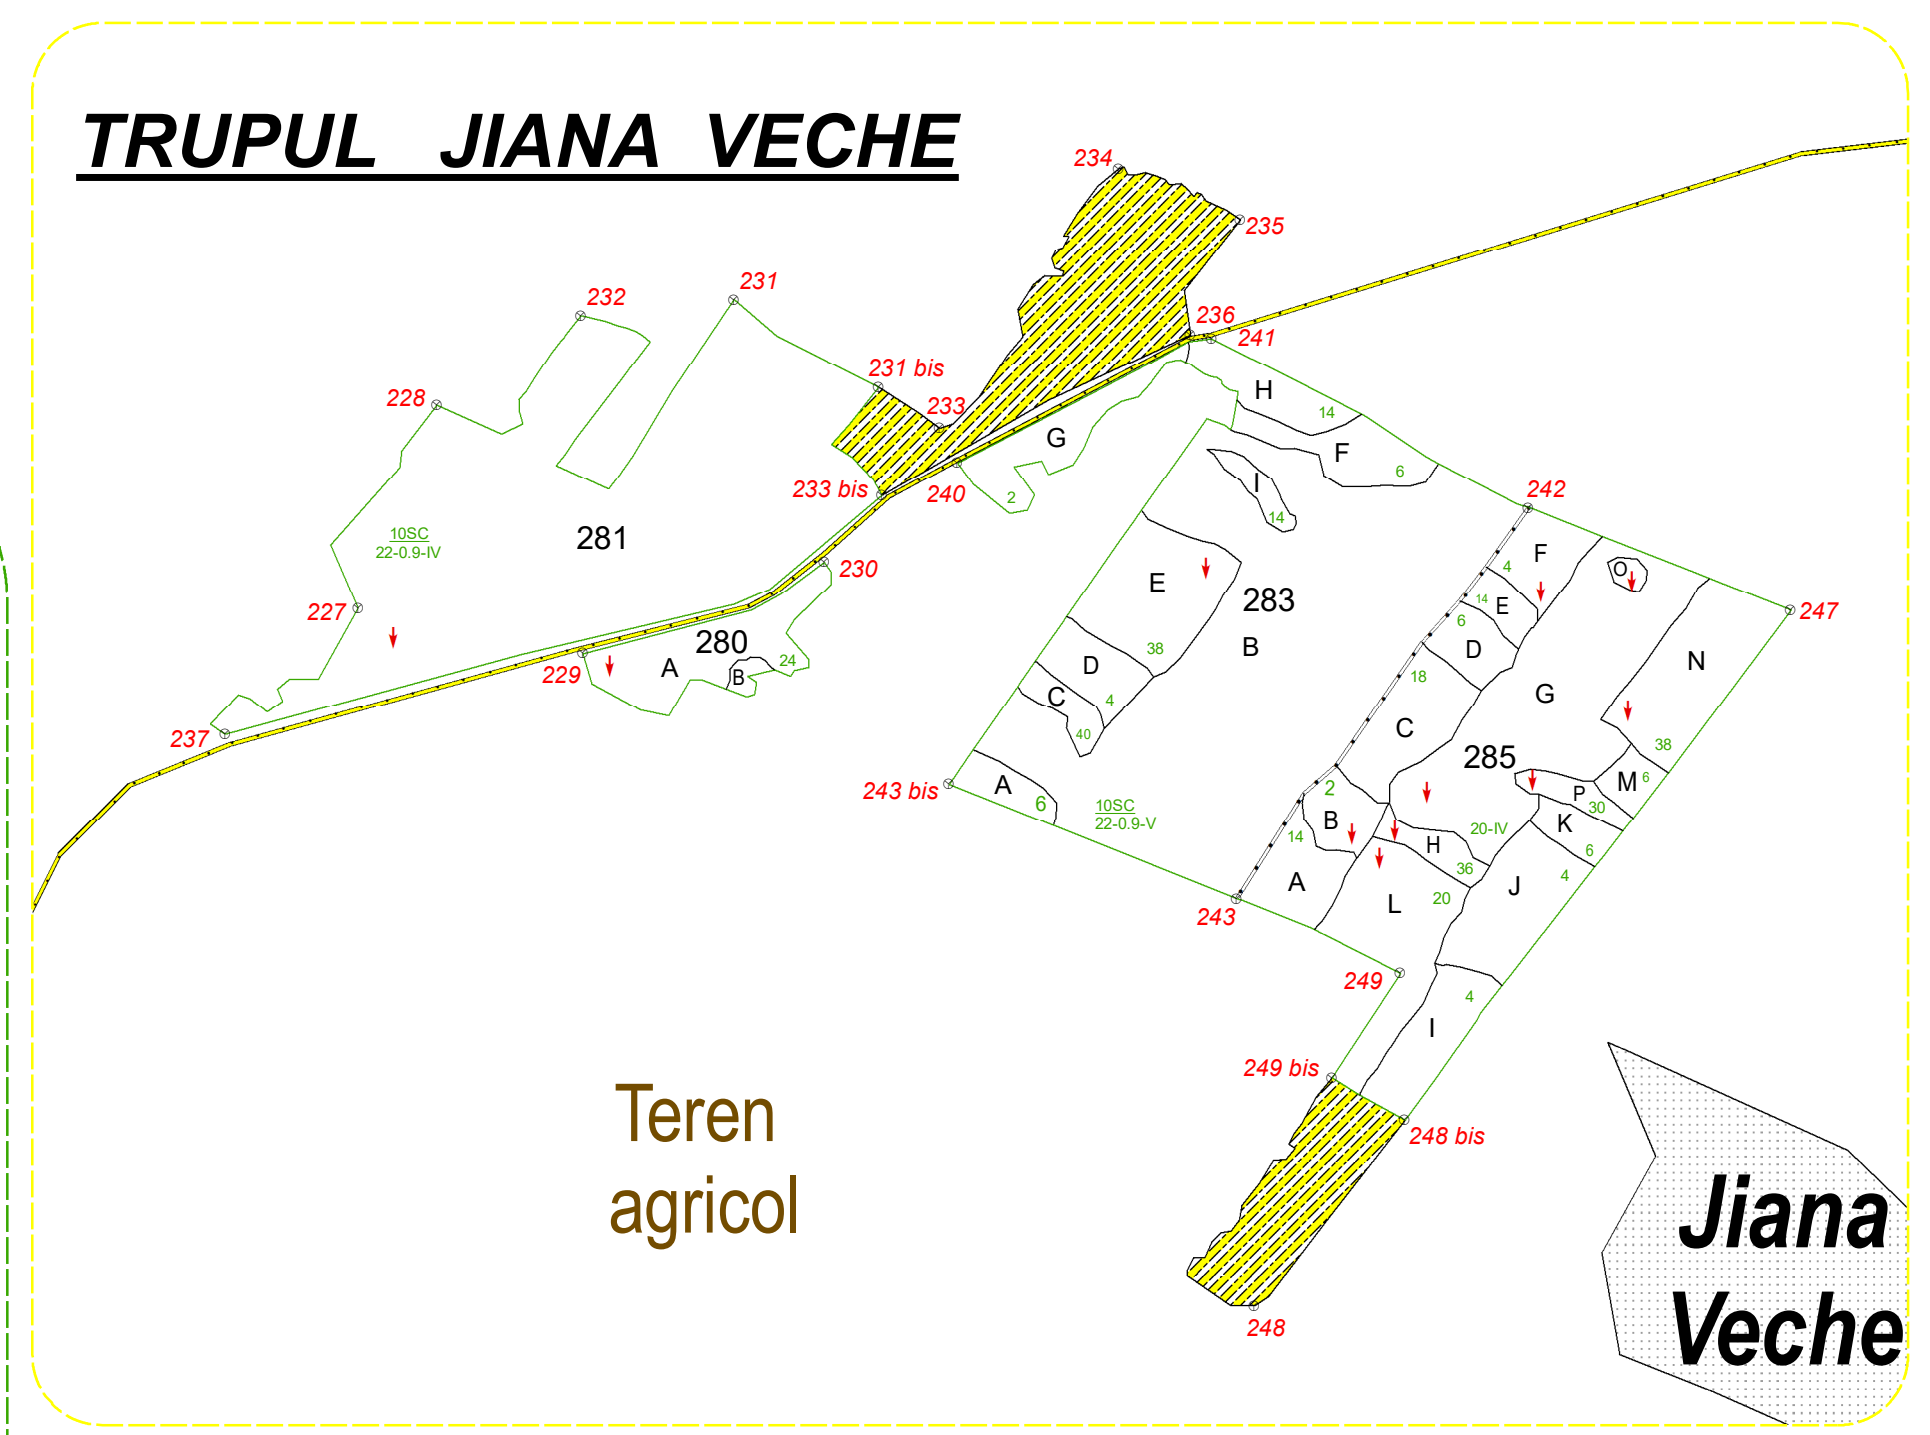 TRUPUL JIANA VECHE
234
235
231
232
236
241
231 bis
H
228
14
233
G
F
6
I
233 bis
240
2
242
14
10SC
22-0.9-IV
281
F
4
230
E
O
283
14
E
227
6
247
280
24
A
B
38
B
D
229
D
18
N
4
C
G
237
40
C
38
285
243 bis
A
6
2
M
6
P
30
10SC
22-0.9-V
B
14
20-IV
K
H
6
36
A
J
4
L
20
243
249
4
I
249 bis
248 bis
Teren
agricol
Jiana
Veche
248